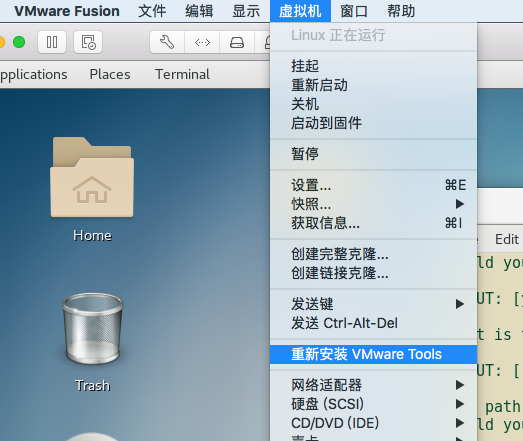 VMware Fusion 文件 编辑 显示 虚拟机 窗口 帮助
Linux 正在运行
pplications Places Terminal
挂起
重新启动
关机
启动到固件
暂停
设置... ⌘E
快照...
获取信息... ⌘I
Home
Edit
创建完整克隆...
创建链接克隆...
ld you
发送键
UT: [y
发送 Ctrl-Alt-Del
t is t
重新安装 VMware Tools
UT: [
Trash
网络适配器
硬盘 (SCSI)
path
CD/DVD (IDE)
ld you
声卡